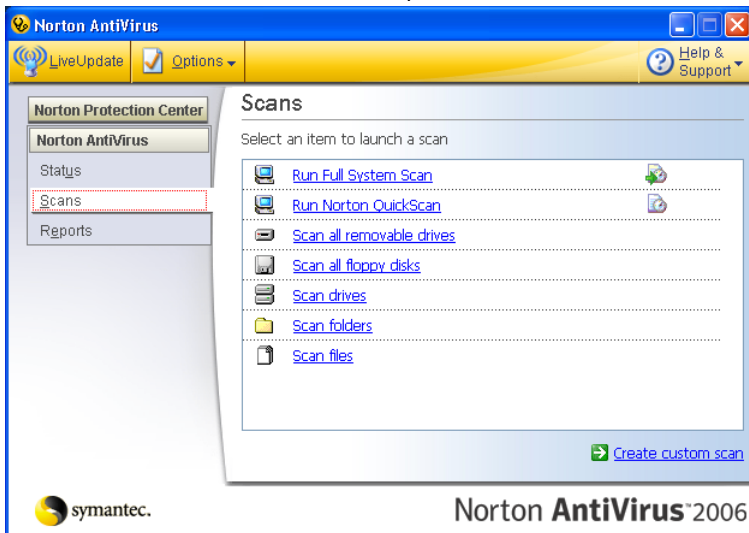 Norton AntiVirus
LiveUpdate Options Help & Support
Norton Protection Center
Norton AntiVirus
Status
Scans
Reports
Scans
Select an item to launch a scan
Run Full System Scan
Run Norton QuickScan
Scan all removable drives
Scan all floppy disks
Scan drives
Scan folders
Scan files
Create custom scan
symantec.
Norton AntiVirus™2006